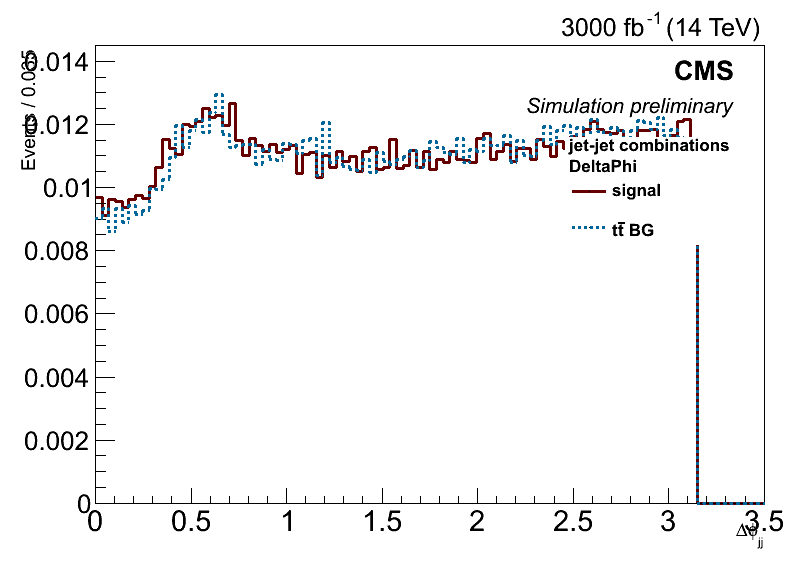 3000 fb-1 (14 TeV)
CMS
Simulation preliminary
jet-jet combinations
DeltaPhi
signal
tt̄ BG
Events / 0.035
0.014
0.012
0.01
0.008
0.006
0.004
0.002
0
0 0.5 1 1.5 2 2.5 3 3.5
Δϕjj